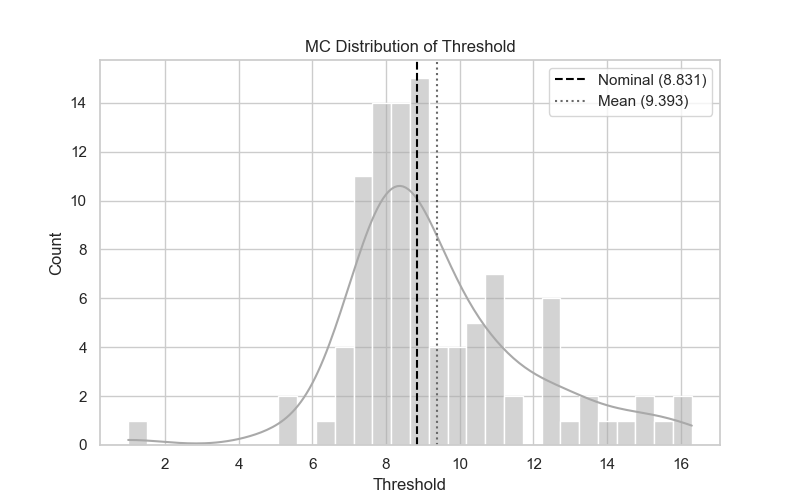 MC Distribution of Threshold
Nominal (8.831)
Mean (9.393)
Count
14
12
10
8
6
4
2
0
2 4 6 8 10 12 14 16
Threshold